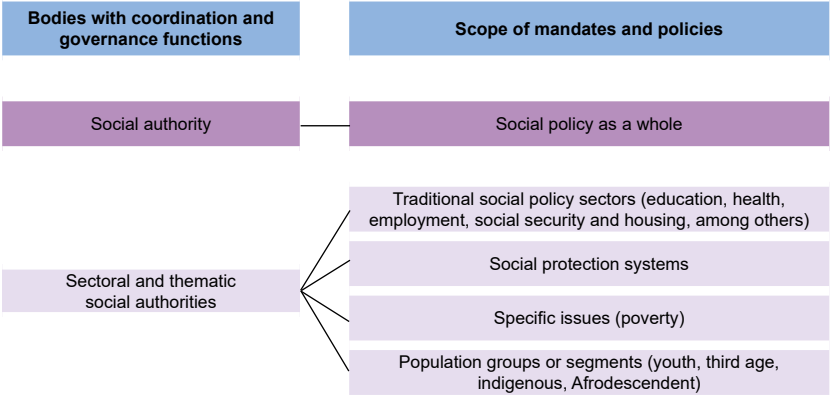 Bodies with coordination and
governance functions
Scope of mandates and policies
Social authority
Social policy as a whole
Sectoral and thematic
social authorities
Traditional social policy sectors (education, health,
employment, social security and housing, among others)
Social protection systems
Specific issues (poverty)
Population groups or segments (youth, third age,
indigenous, Afrodescendent)